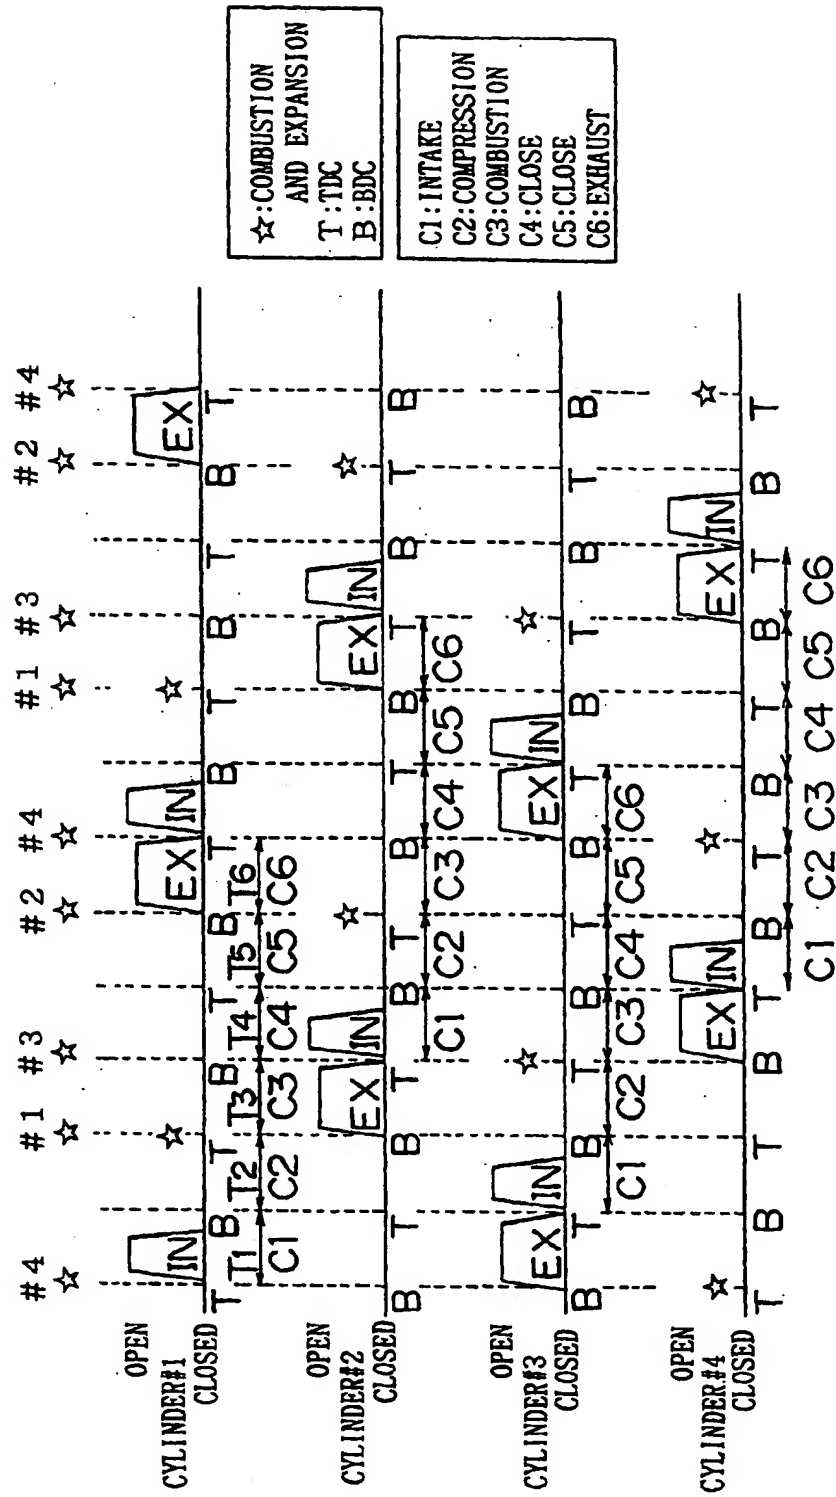 #4 #1 #3 #2 #4 #1 #3 #2 #4
☆ ☆ ☆ ☆ ☆ ☆ ☆ ☆ ☆
OPEN
CYLINDER#1
CLOSED
IN ☆ EX IN ☆ EX
T B T B T B T B T B T B T
T1 T2 T3 T4 T5 T6
C1 C2 C3 C4 C5 C6
OPEN
CYLINDER#2
CLOSED
EX IN ☆ EX IN ☆
B T B T B T B T B T B T B
C1 C2 C3 C4 C5 C6
OPEN
CYLINDER#3
CLOSED
EX IN ☆ EX IN ☆
B T B T B T B T B T B T B
C1 C2 C3 C4 C5 C6
OPEN
CYLINDER#4
CLOSED
☆ EX IN ☆ EX IN ☆
T B T B T B T B T B T B T
C1 C2 C3 C4 C5 C6
☆:COMBUSTION
AND EXPANSION
T:TDC
B:BDC
C1:INTAKE
C2:COMPRESSION
C3:COMBUSTION
C4:CLOSE
C5:CLOSE
C6:EXHAUST